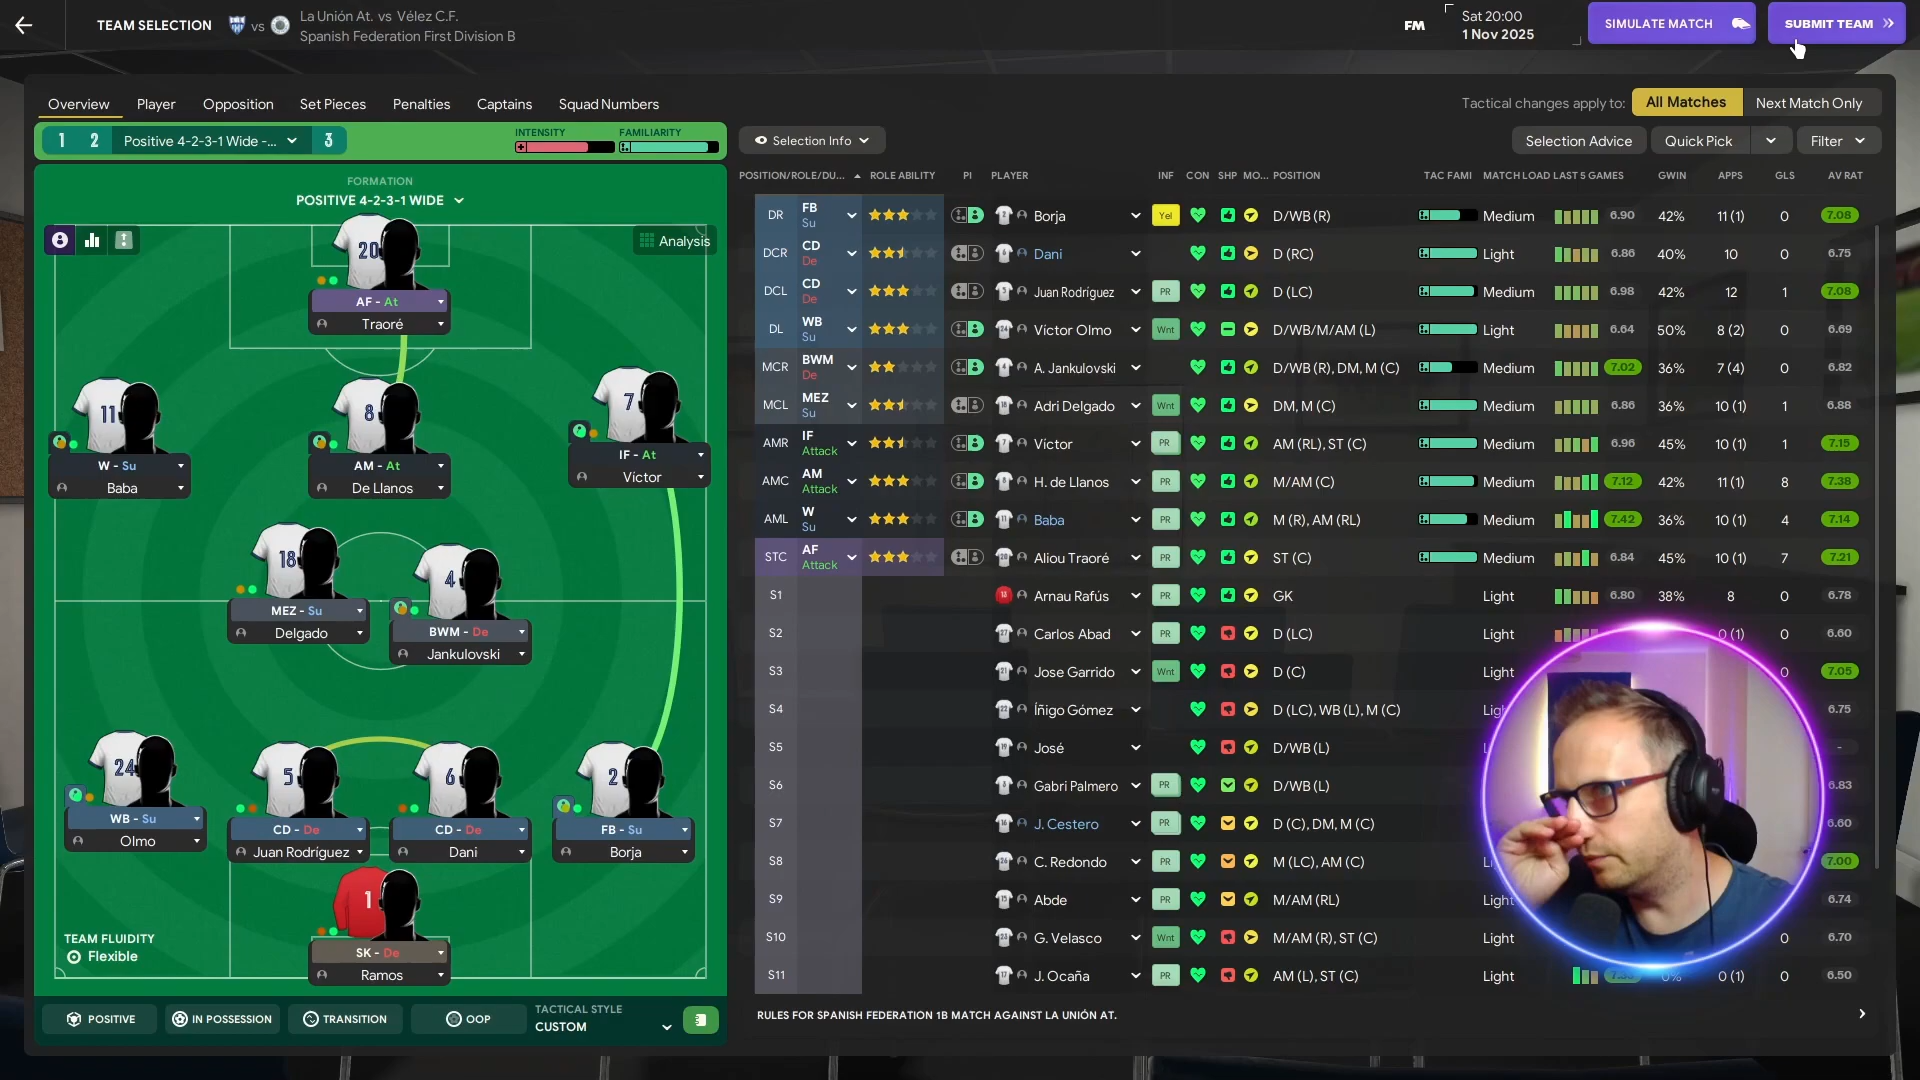 TEAM SELECTION
vs
La Unión At. vs Vélez C.F.
Spanish Federation First Division B
FM
Sat 20:00
1 Nov 2025
SIMULATE MATCH
SUBMIT TEAM
Overview
Player
Opposition
Set Pieces
Penalties
Captains
Squad Numbers
Tactical changes apply to:
All Matches
Next Match Only
1 2 Positive 4-2-3-1 Wide -... 3
INTENSITY
FAMILIARITY
Selection Info
Selection Advice
Quick Pick
Filter
FORMATION
POSITIVE 4-2-3-1 WIDE
Analysis
20
AF - At
Traoré
11
W - Su
Baba
8
AM - At
De Llanos
7
IF - At
Víctor
18
MEZ - Su
Delgado
4
BWM - De
Jankulovski
24
WB - Su
Olmo
5
CD - De
Juan Rodríguez
6
CD - De
Dani
2
FB - Su
Borja
1
SK - De
Ramos
TEAM FLUIDITY
Flexible
POSITIVE
IN POSSESSION
TRANSITION
OOP
TACTICAL STYLE
CUSTOM
POSITION/ROLE/DU... ROLE ABILITY PI PLAYER INF CON SHP MO... POSITION TAC FAMI MATCH LOAD LAST 5 GAMES GWIN APPS GLS AV RAT
DR FB Su Borja Yel D/WB (R) Medium 6.90 42% 11 (1) 0 7.08
DCR CD De Dani D (RC) Light 6.86 40% 10 0 6.75
DCL CD De Juan Rodríguez PR D (LC) Medium 6.98 42% 12 1 7.08
DL WB Su Víctor Olmo Wnt D/WB/M/AM (L) Light 6.64 50% 8 (2) 0 6.69
MCR BWM De A. Jankulovski D/WB (R), DM, M (C) Medium 7.02 36% 7 (4) 0 6.82
MCL MEZ Su Adri Delgado Wnt DM, M (C) Medium 6.86 36% 10 (1) 1 6.88
AMR IF Attack Víctor PR AM (RL), ST (C) Medium 6.96 45% 10 (1) 1 7.15
AMC AM Attack H. de Llanos PR M/AM (C) Medium 7.12 42% 11 (1) 8 7.38
AML W Su Baba PR M (R), AM (RL) Medium 7.42 36% 10 (1) 4 7.14
STC AF Attack Aliou Traoré PR ST (C) Medium 6.84 45% 10 (1) 7 7.21
S1 Arnau Rafús PR GK Light 6.80 38% 8 0 6.78
S2 Carlos Abad PR D (LC) Light 0 (1) 0 6.60
S3 Jose Garrido Wnt D (C) Light 0 7.05
S4 Íñigo Gómez D (LC), WB (L), M (C) 6.75
S5 José D/WB (L) -
S6 Gabri Palmero PR D/WB (L) 6.83
S7 J. Cestero PR D (C), DM, M (C) 6.60
S8 C. Redondo PR M (LC), AM (C) 7.00
S9 Abde PR M/AM (RL) 6.74
S10 G. Velasco Wnt M/AM (R), ST (C) Light 0 6.70
S11 J. Ocaña PR AM (L), ST (C) Light 0% 0 (1) 0 6.50
RULES FOR SPANISH FEDERATION 1B MATCH AGAINST LA UNIÓN AT.